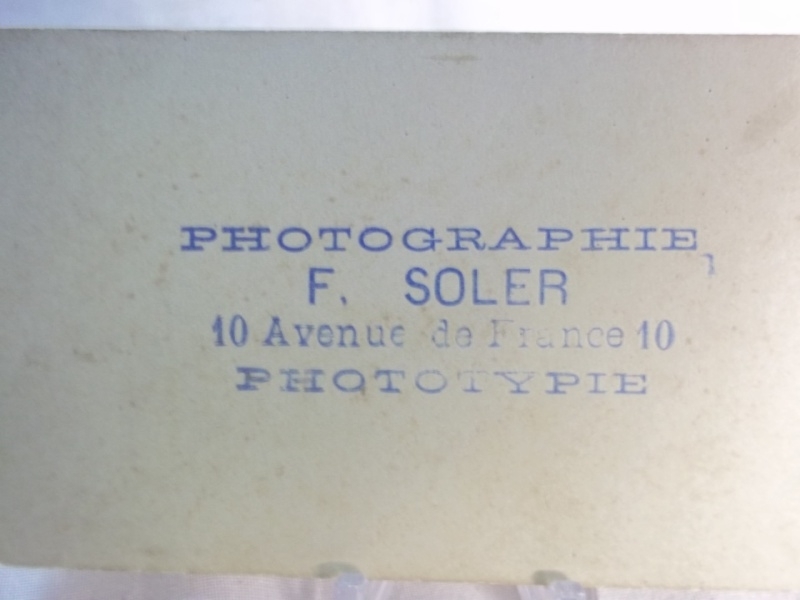 PHOTOGRAPHIE
F. SOLER
10 Avenue de France 10
PHOTOTYPIE